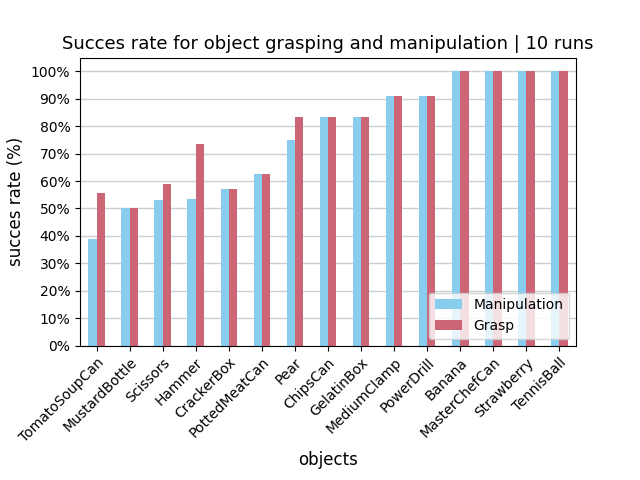 Succes rate for object grasping and manipulation | 10 runs
100%
90%
80%
70%
60%
50%
40%
30%
20%
10%
0%
succes rate (%)
Manipulation
Grasp
TomatoSoupCan
MustardBottle
Scissors
Hammer
CrackerBox
PottedMeatCan
Pear
ChipsCan
GelatinBox
MediumClamp
PowerDrill
Banana
MasterChefCan
Strawberry
TennisBall
objects